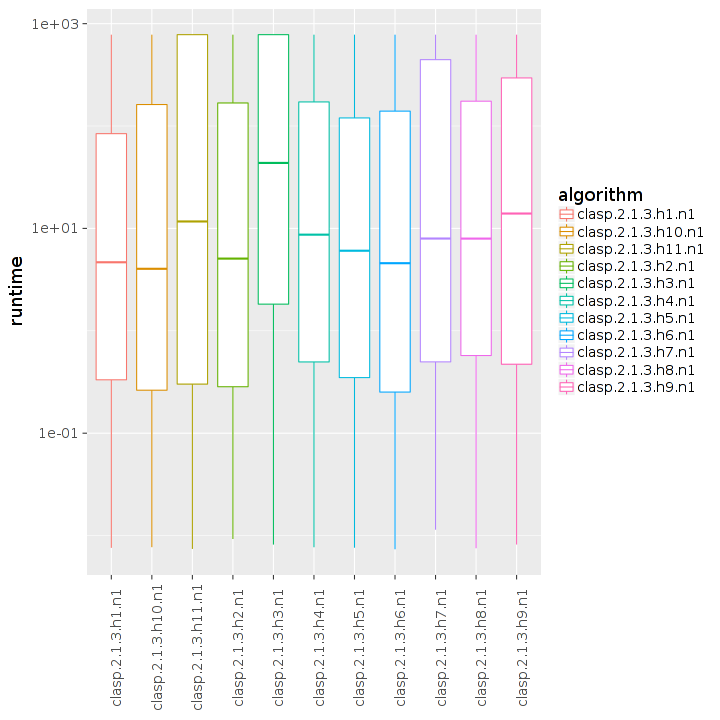 1e+03
1e+01
1e-01
runtime
clasp.2.1.3.h1.n1
clasp.2.1.3.h10.n1
clasp.2.1.3.h11.n1
clasp.2.1.3.h2.n1
clasp.2.1.3.h3.n1
clasp.2.1.3.h4.n1
clasp.2.1.3.h5.n1
clasp.2.1.3.h6.n1
clasp.2.1.3.h7.n1
clasp.2.1.3.h8.n1
clasp.2.1.3.h9.n1
algorithm
clasp.2.1.3.h1.n1
clasp.2.1.3.h10.n1
clasp.2.1.3.h11.n1
clasp.2.1.3.h2.n1
clasp.2.1.3.h3.n1
clasp.2.1.3.h4.n1
clasp.2.1.3.h5.n1
clasp.2.1.3.h6.n1
clasp.2.1.3.h7.n1
clasp.2.1.3.h8.n1
clasp.2.1.3.h9.n1